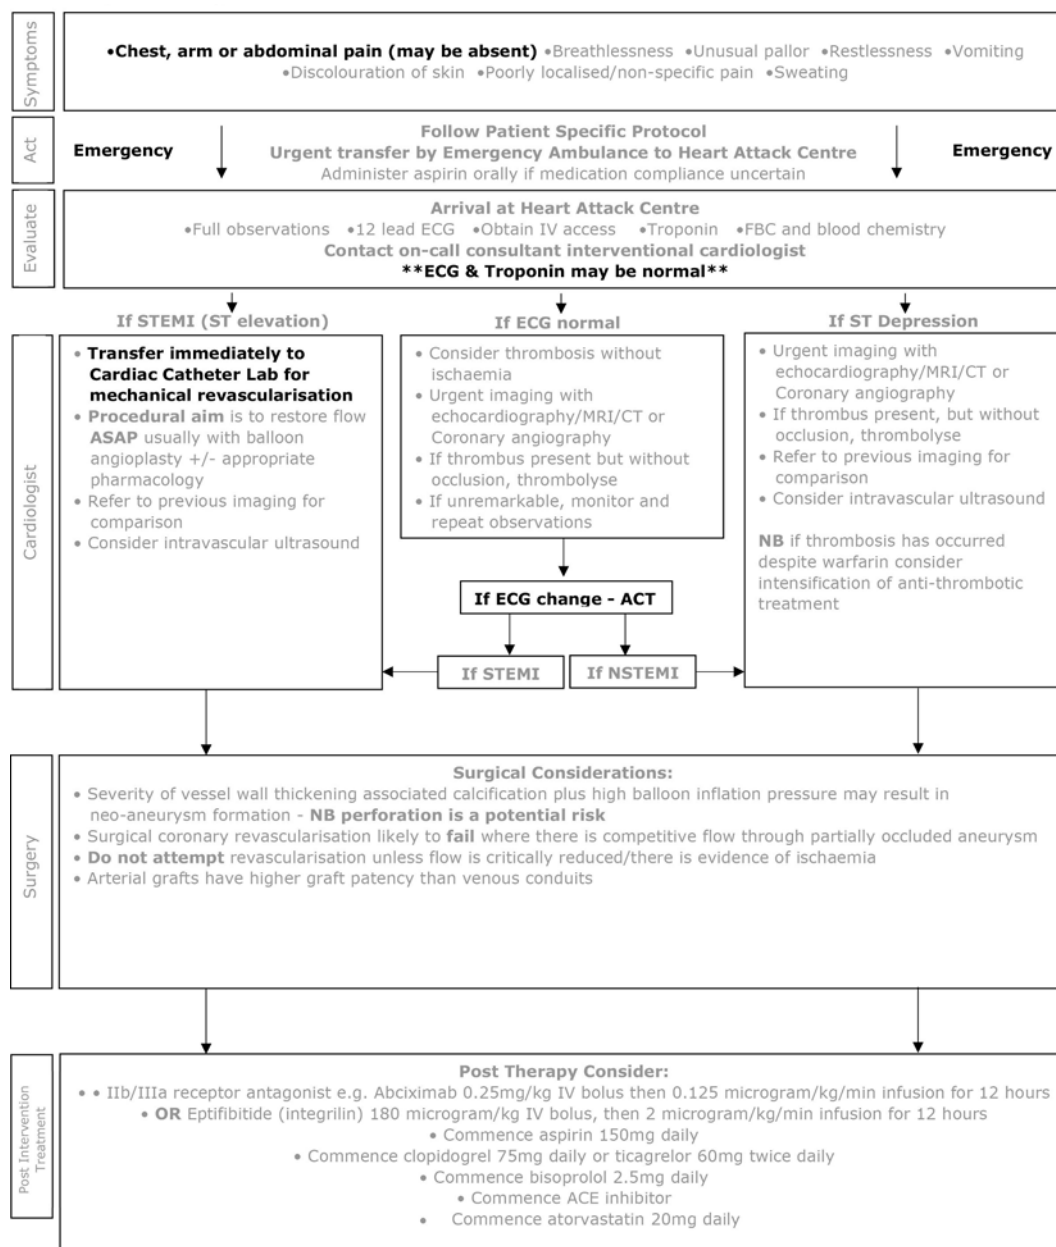 Symptoms
•Chest, arm or abdominal pain (may be absent) •Breathlessness •Unusual pallor •Restlessness •Vomiting
•Discolouration of skin •Poorly localised/non-specific pain •Sweating
Act
Emergency
Follow Patient Specific Protocol
Urgent transfer by Emergency Ambulance to Heart Attack Centre
Administer aspirin orally if medication compliance uncertain
Emergency
Evaluate
Arrival at Heart Attack Centre
•Full observations •12 lead ECG •Obtain IV access •Troponin •FBC and blood chemistry
Contact on-call consultant interventional cardiologist
**ECG & Troponin may be normal**
Cardiologist
If STEMI (ST elevation)
• Transfer immediately to
Cardiac Catheter Lab for
mechanical revascularisation
• Procedural aim is to restore flow
ASAP usually with balloon
angioplasty +/- appropriate
pharmacology
• Refer to previous imaging for
comparison
• Consider intravascular ultrasound
If ECG normal
• Consider thrombosis without
ischaemia
• Urgent imaging with
echocardiography/MRI/CT or
Coronary angiography
• If thrombus present but without
occlusion, thrombolyse
• If unremarkable, monitor and
repeat observations
If ECG change - ACT
If STEMI
If NSTEMI
If ST Depression
• Urgent imaging with
echocardiography/MRI/CT or
Coronary angiography
• If thrombus present, but without
occlusion, thrombolyse
• Refer to previous imaging for
comparison
• Consider intravascular ultrasound
NB if thrombosis has occurred
despite warfarin consider
intensification of anti-thrombotic
treatment
Surgery
Surgical Considerations:
• Severity of vessel wall thickening associated calcification plus high balloon inflation pressure may result in
neo-aneurysm formation - NB perforation is a potential risk
• Surgical coronary revascularisation likely to fail where there is competitive flow through partially occluded aneurysm
• Do not attempt revascularisation unless flow is critically reduced/there is evidence of ischaemia
• Arterial grafts have higher graft patency than venous conduits
Post Intervention
Treatment
Post Therapy Consider:
• • IIb/IIIa receptor antagonist e.g. Abciximab 0.25mg/kg IV bolus then 0.125 microgram/kg/min infusion for 12 hours
• OR Eptifibitide (integrilin) 180 microgram/kg IV bolus, then 2 microgram/kg/min infusion for 12 hours
• Commence aspirin 150mg daily
• Commence clopidogrel 75mg daily or ticagrelor 60mg twice daily
• Commence bisoprolol 2.5mg daily
• Commence ACE inhibitor
• Commence atorvastatin 20mg daily